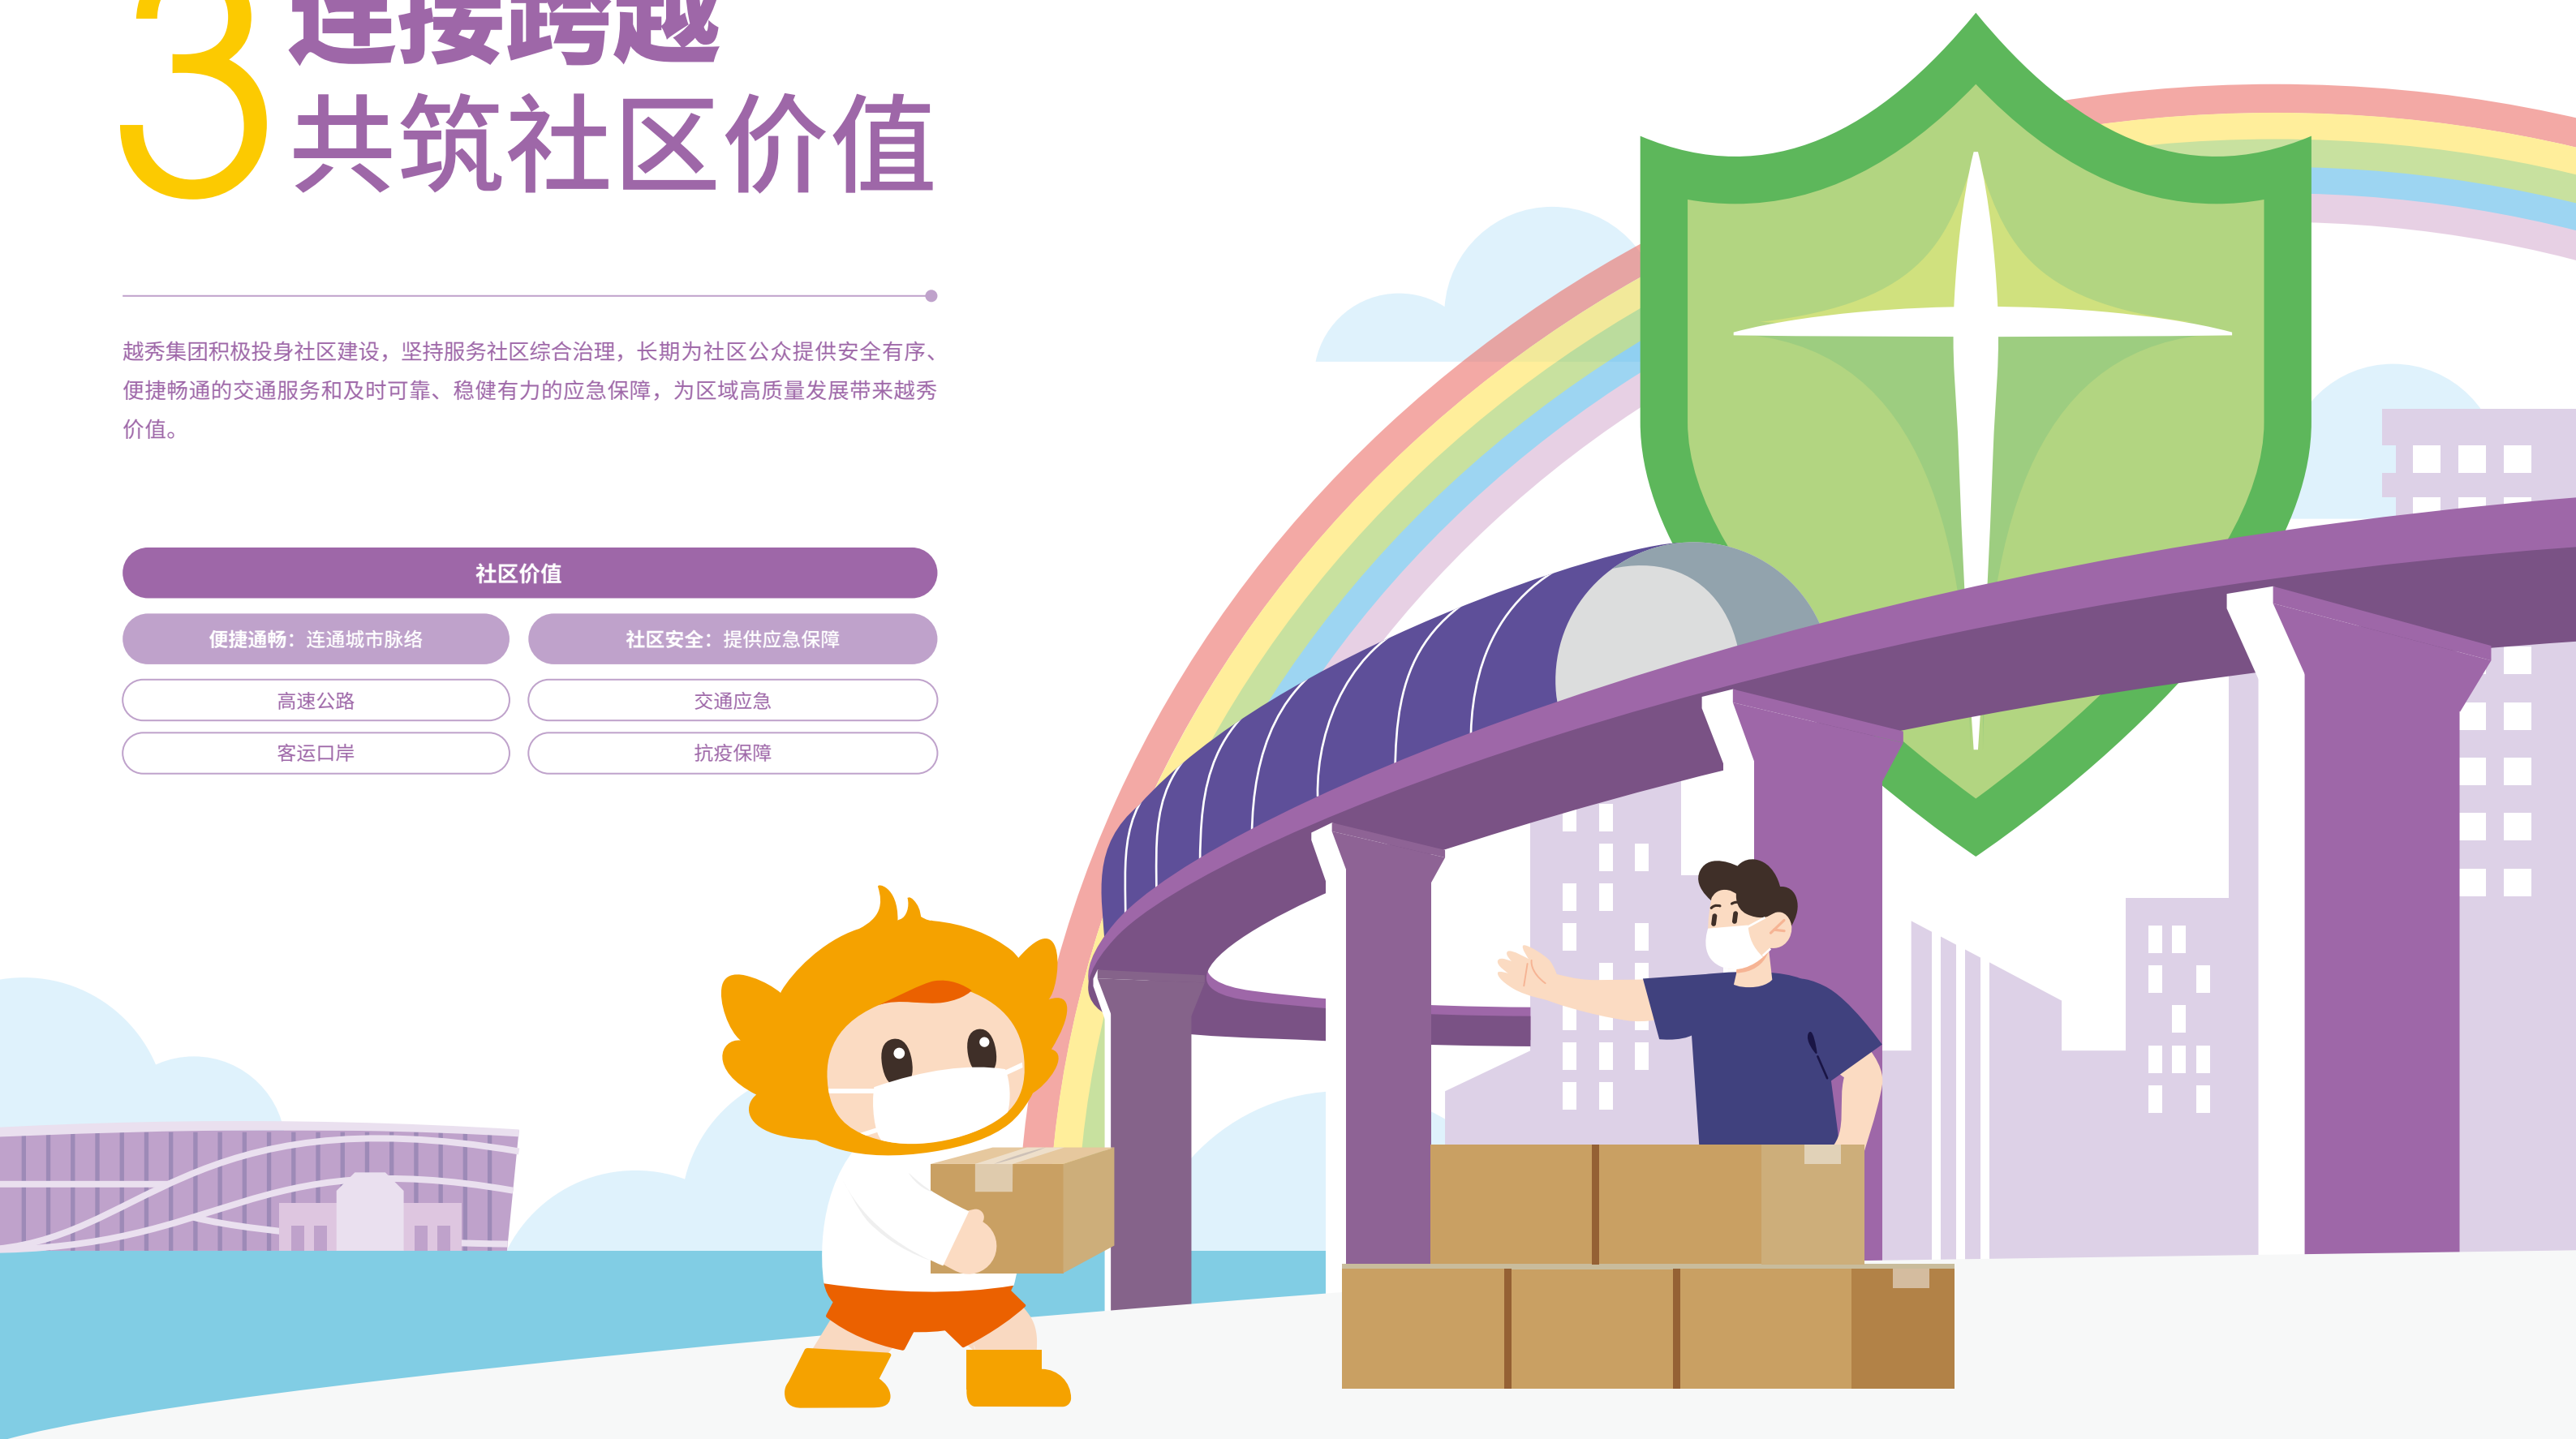 3
连接跨越
共筑社区价值
越秀集团积极投身社区建设，坚持服务社区综合治理，长期为社区公众提供安全有序、
便捷畅通的交通服务和及时可靠、稳健有力的应急保障，为区域高质量发展带来越秀
价值。
社区价值
便捷通畅：连通城市脉络
社区安全：提供应急保障
高速公路
交通应急
客运口岸
抗疫保障